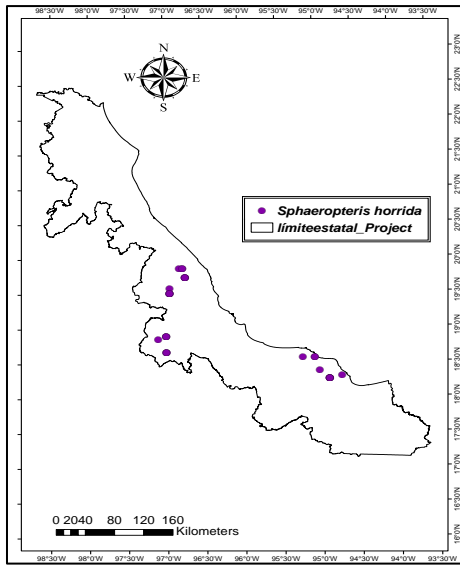 98°30'W 98°0'W 97°30'W 97°0'W 96°30'W 96°0'W 95°30'W 95°0'W 94°30'W 94°0'W 93°30'W
N
W E
S
23°0'N
22°30'N
22°0'N
21°30'N
21°0'N
20°30'N
20°0'N
19°30'N
19°0'N
18°30'N
18°0'N
17°30'N
17°0'N
16°30'N
16°0'N
Sphaeropteris horrida
límiteestatal_Project
0 20 40 80 120 160
Kilometers
98°30'W 98°0'W 97°30'W 97°0'W 96°30'W 96°0'W 95°30'W 95°0'W 94°30'W 94°0'W 93°30'W